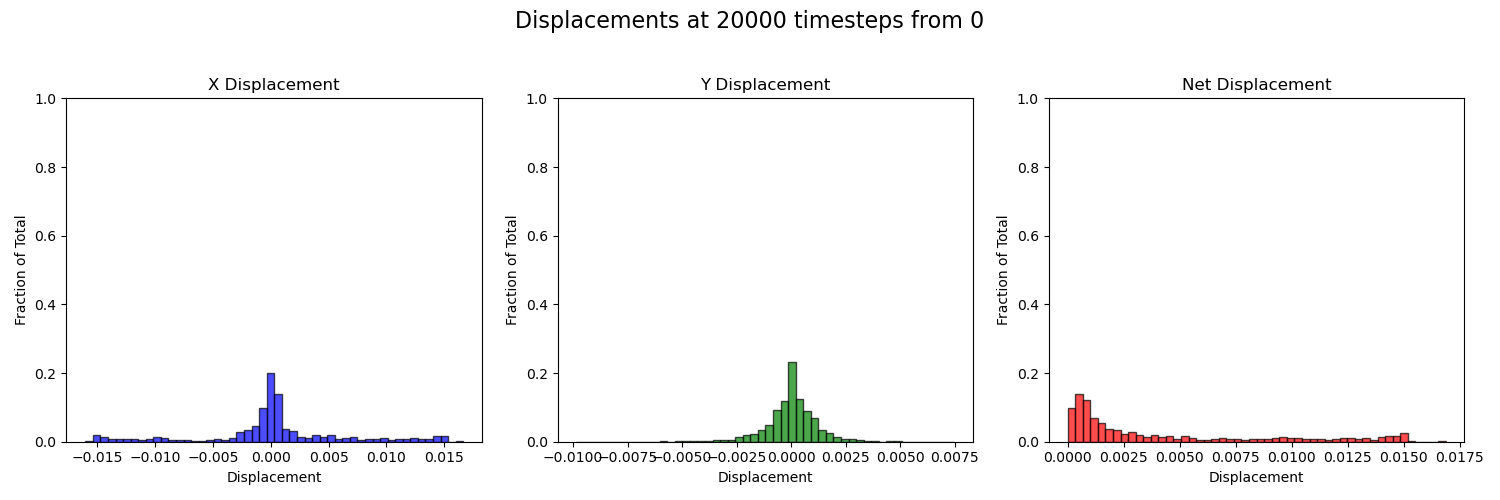 Displacements at 20000 timesteps from 0
X Displacement
1.0
0.8
0.6
0.4
0.2
0.0
Fraction of Total
−0.015 −0.010 −0.005 0.000 0.005 0.010 0.015
Displacement
Y Displacement
1.0
0.8
0.6
0.4
0.2
0.0
Fraction of Total
−0.0100 −0.0075 −0.0050 −0.0025 0.0000 0.0025 0.0050 0.0075
Displacement
Net Displacement
1.0
0.8
0.6
0.4
0.2
0.0
Fraction of Total
0.0000 0.0025 0.0050 0.0075 0.0100 0.0125 0.0150 0.0175
Displacement